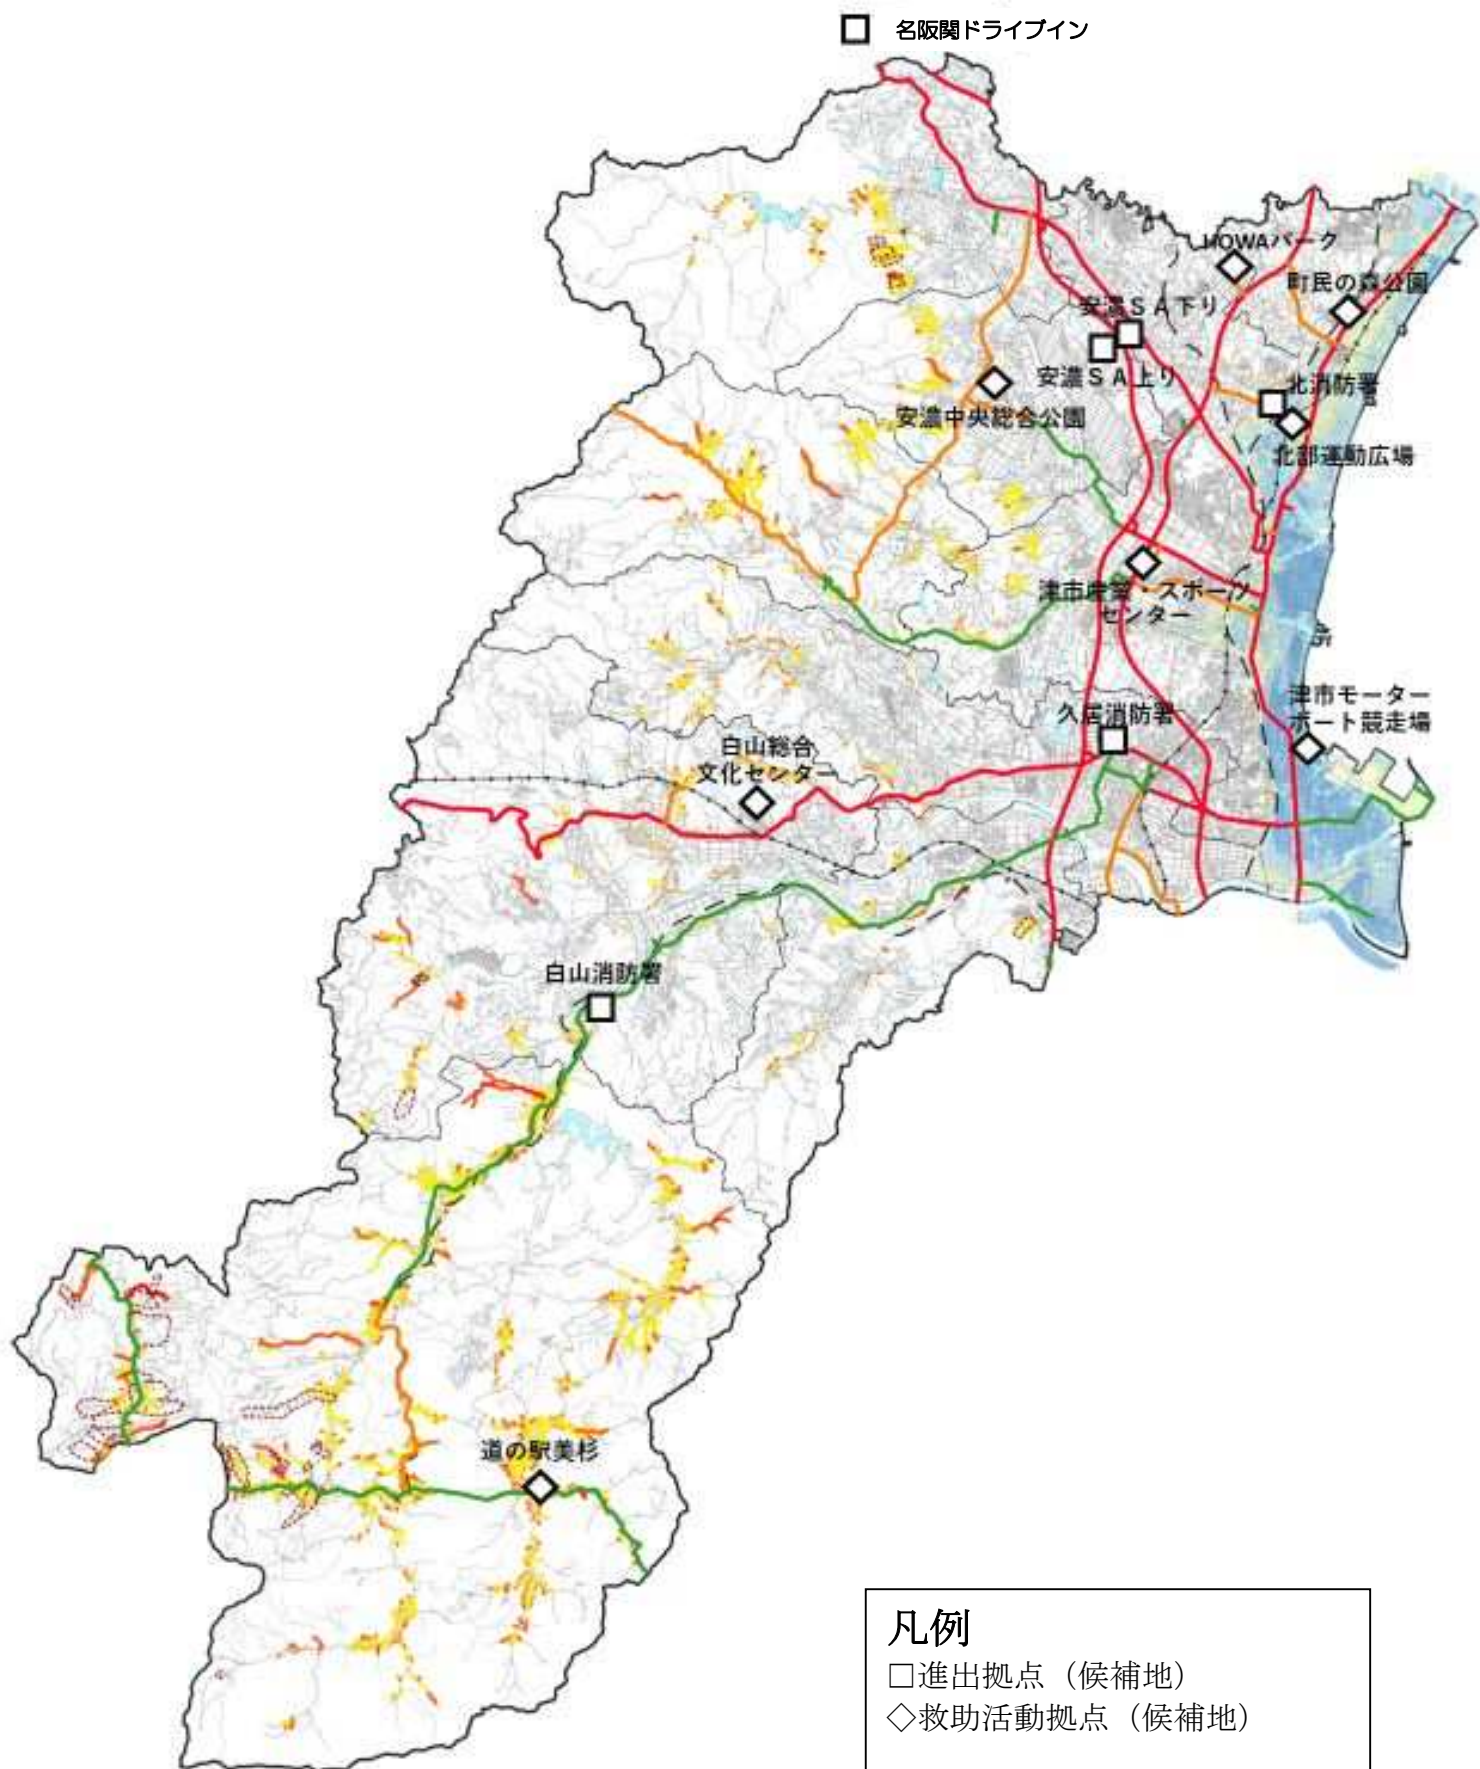 名阪関ドライブイン
HOWAパーク
町民の森公園
安濃SA下り
安濃SA上り
北消防署
安濃中央総合公園
北部運動広場
津市産業・スポーツ
センター
津市モーター
ボート競走場
久居消防署
白山総合
文化センター
白山消防署
道の駅美杉
凡例
□進出拠点（候補地）
◇救助活動拠点（候補地）